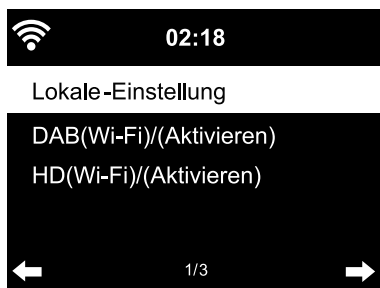 02:18
Lokale-Einstellung
DAB(Wi-Fi)/(Aktivieren)
HD(Wi-Fi)/(Aktivieren)
1/3